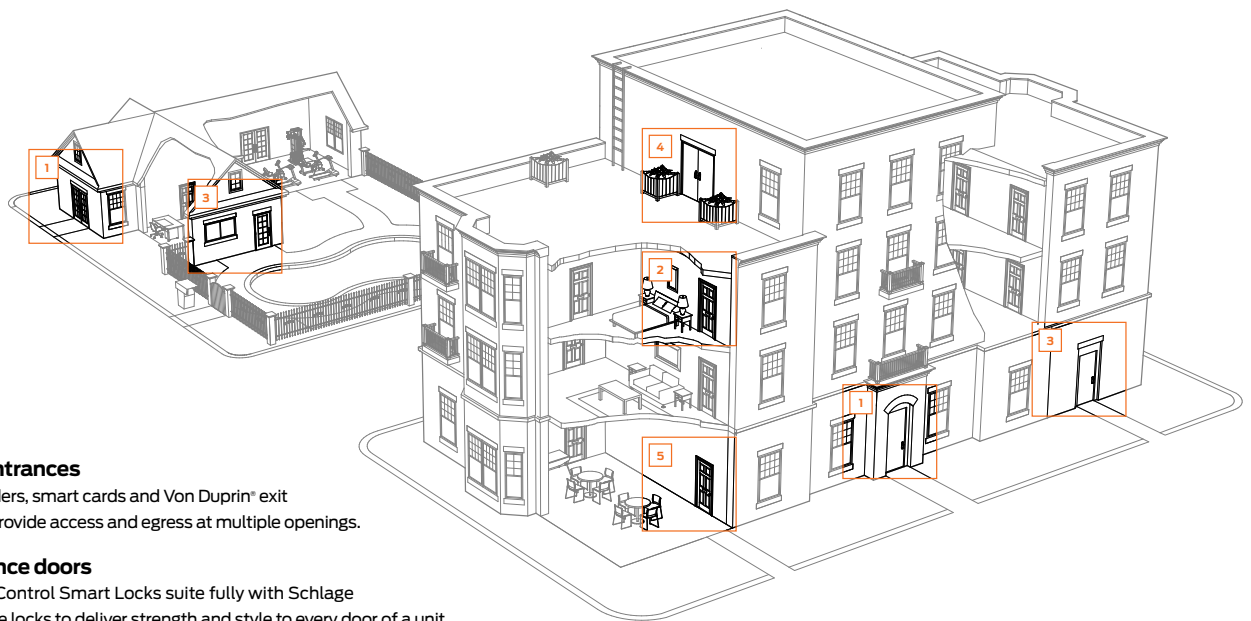 1
3
4
2
3
1
5
ntrances
ders, smart cards and Von Duprin® exit
rovide access and egress at multiple openings.
nce doors
Control Smart Locks suite fully with Schlage
e locks to deliver strength and style to every door of a unit